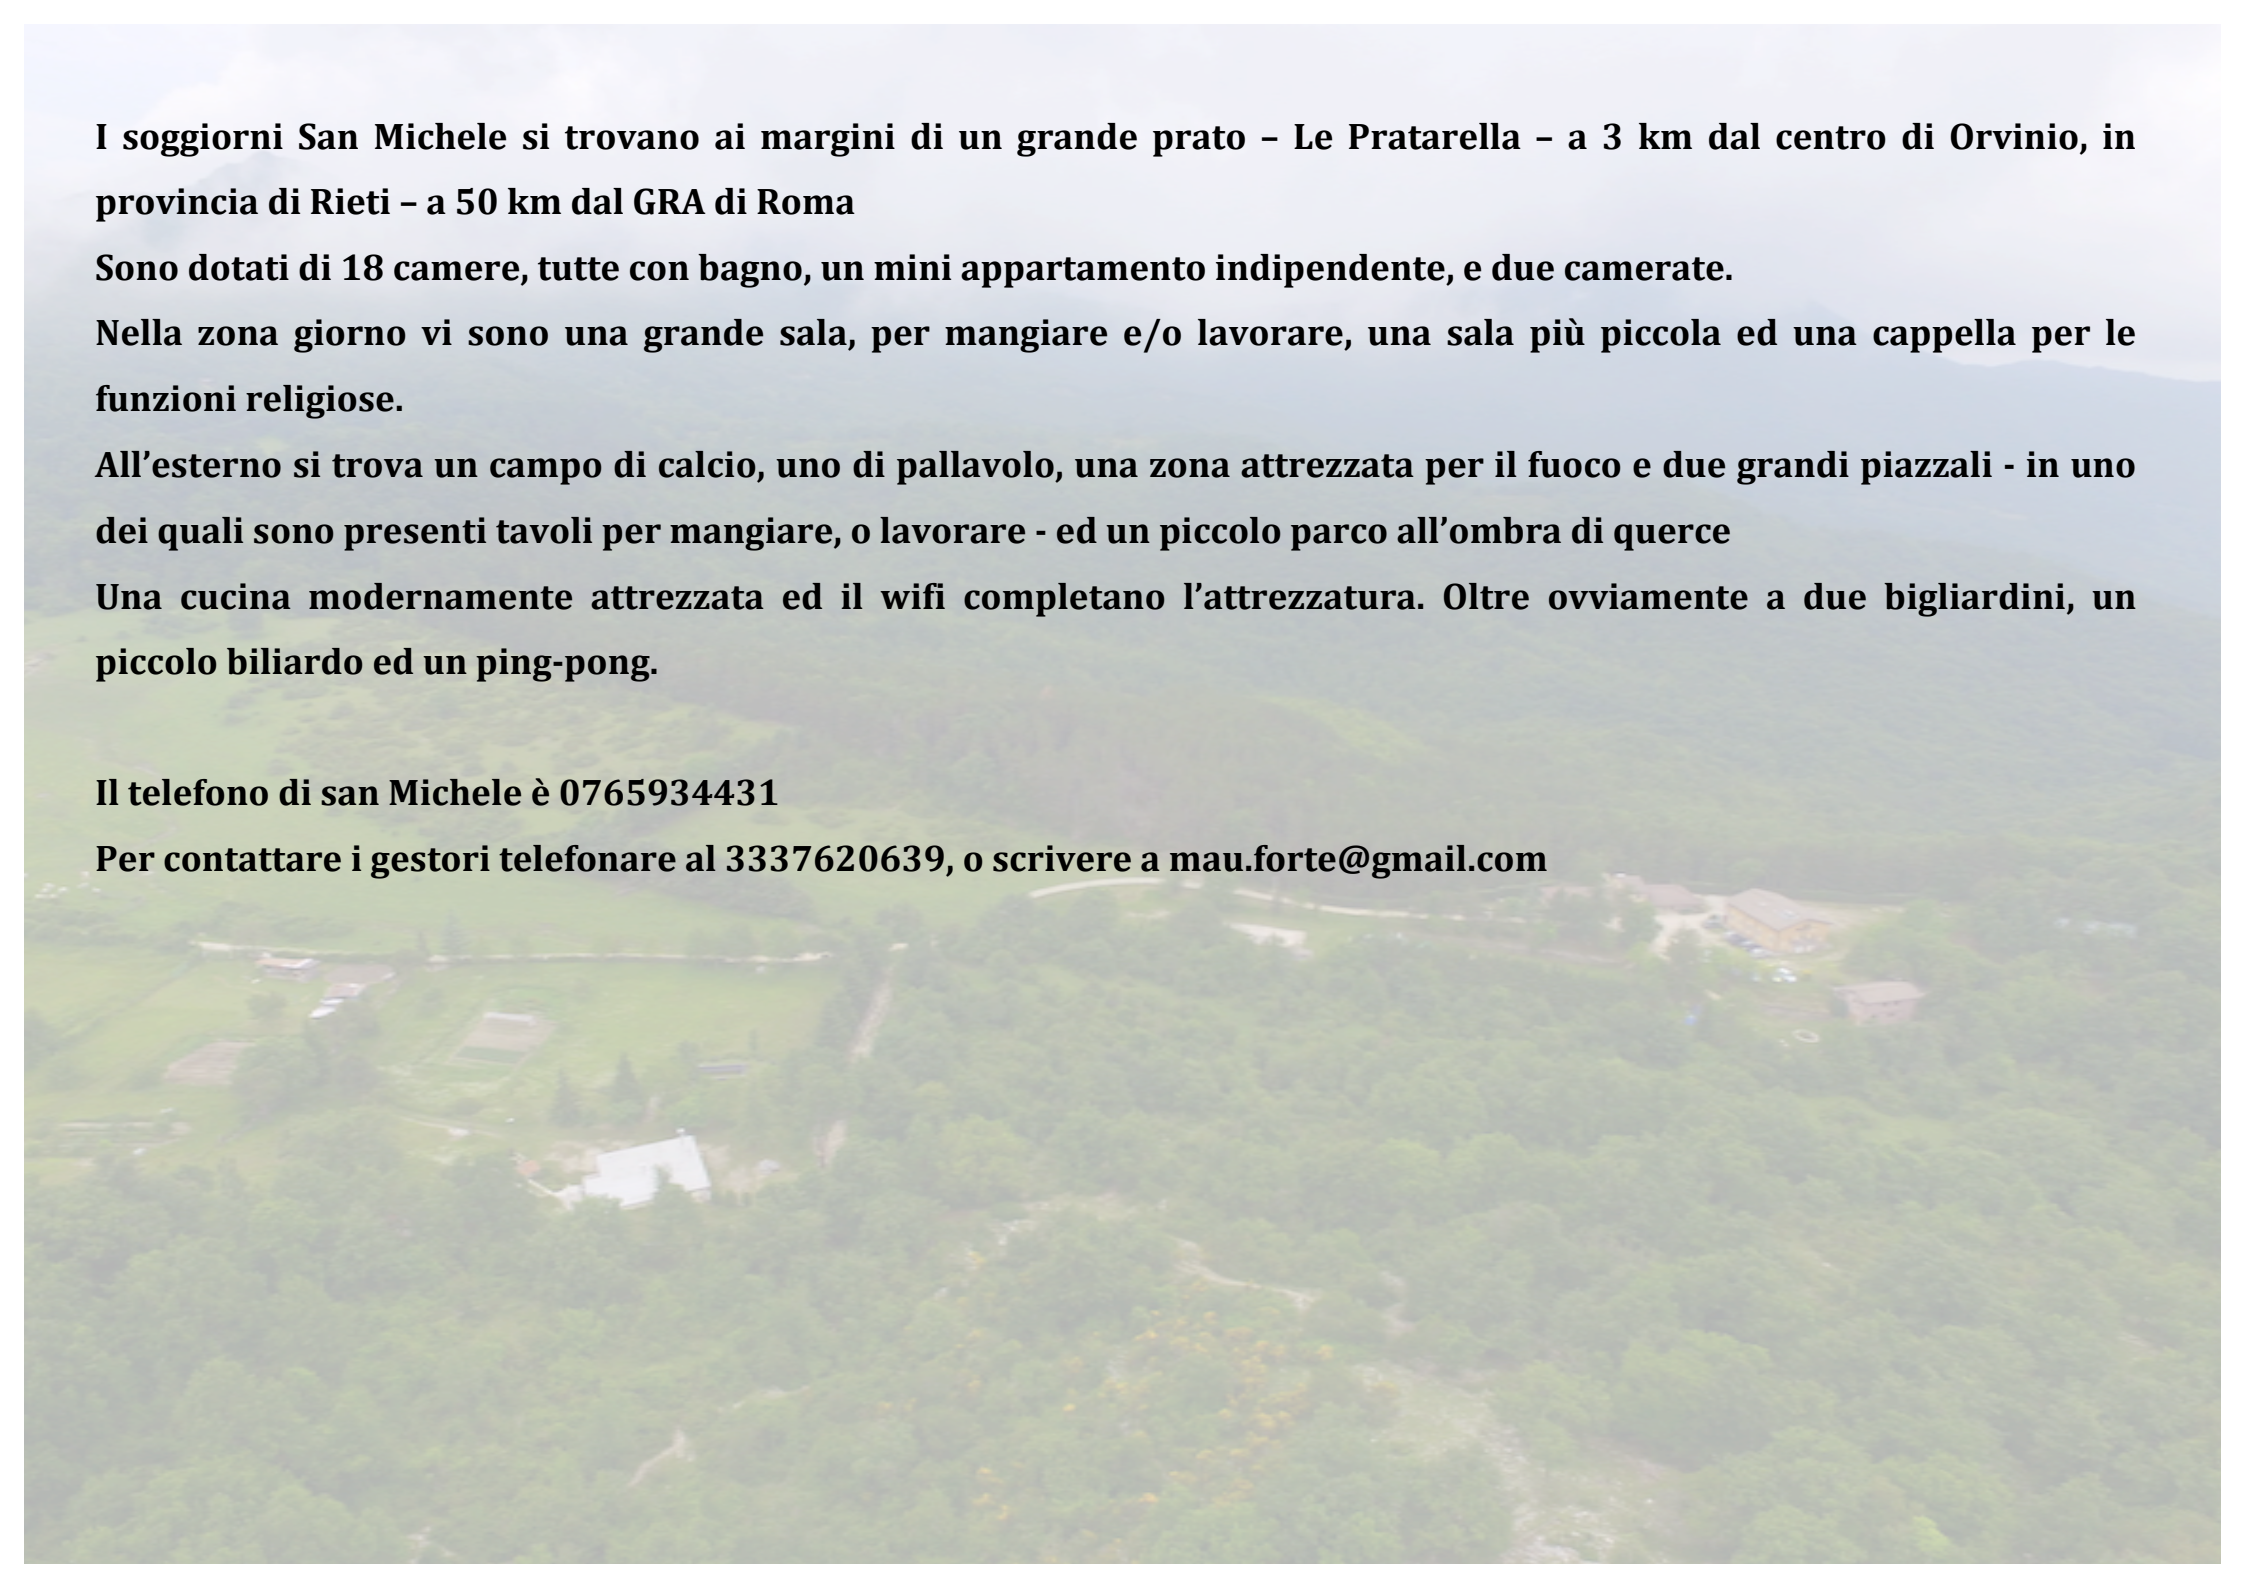 I soggiorni San Michele si trovano ai margini di un grande prato – Le Pratarella – a 3 km dal centro di Orvinio, in
provincia di Rieti – a 50 km dal GRA di Roma
Sono dotati di 18 camere, tutte con bagno, un mini appartamento indipendente, e due camerate.
Nella zona giorno vi sono una grande sala, per mangiare e/o lavorare, una sala più piccola ed una cappella per le
funzioni religiose.
All’esterno si trova un campo di calcio, uno di pallavolo, una zona attrezzata per il fuoco e due grandi piazzali - in uno
dei quali sono presenti tavoli per mangiare, o lavorare - ed un piccolo parco all’ombra di querce
Una cucina modernamente attrezzata ed il wifi completano l’attrezzatura. Oltre ovviamente a due bigliardini, un
piccolo biliardo ed un ping-pong.
Il telefono di san Michele è 0765934431
Per contattare i gestori telefonare al 3337620639, o scrivere a mau.forte@gmail.com